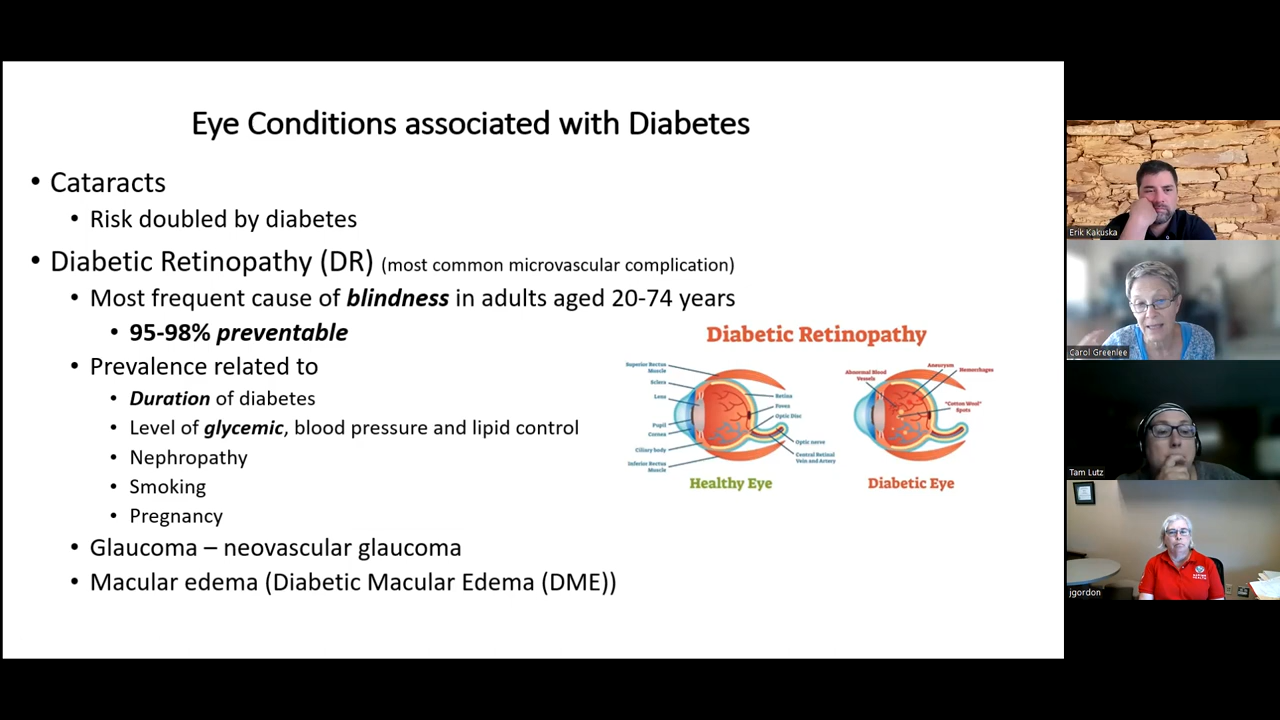 Eye Conditions associated with Diabetes
• Cataracts
• Risk doubled by diabetes
• Diabetic Retinopathy (DR) (most common microvascular complication)
• Most frequent cause of blindness in adults aged 20-74 years
• 95-98% preventable
• Prevalence related to
• Duration of diabetes
• Level of glycemic, blood pressure and lipid control
• Nephropathy
• Smoking
• Pregnancy
• Glaucoma – neovascular glaucoma
• Macular edema (Diabetic Macular Edema (DME))
Diabetic Retinopathy
Superior Rectus
Muscle
Sclera
Lens
Pupil
Cornea
Ciliary body
Inferior Rectus
Muscle
Retina
Fovea
Optic Disc
Optic nerve
Central Retinal
Vein and Artery
Healthy Eye
Abnormal Blood
Vessels
Aneurysm
Hemorrhages
"Cotton Wool"
Spots
Diabetic Eye
Erik Kakuska
Carol Greenlee
Tam Lutz
jgordon